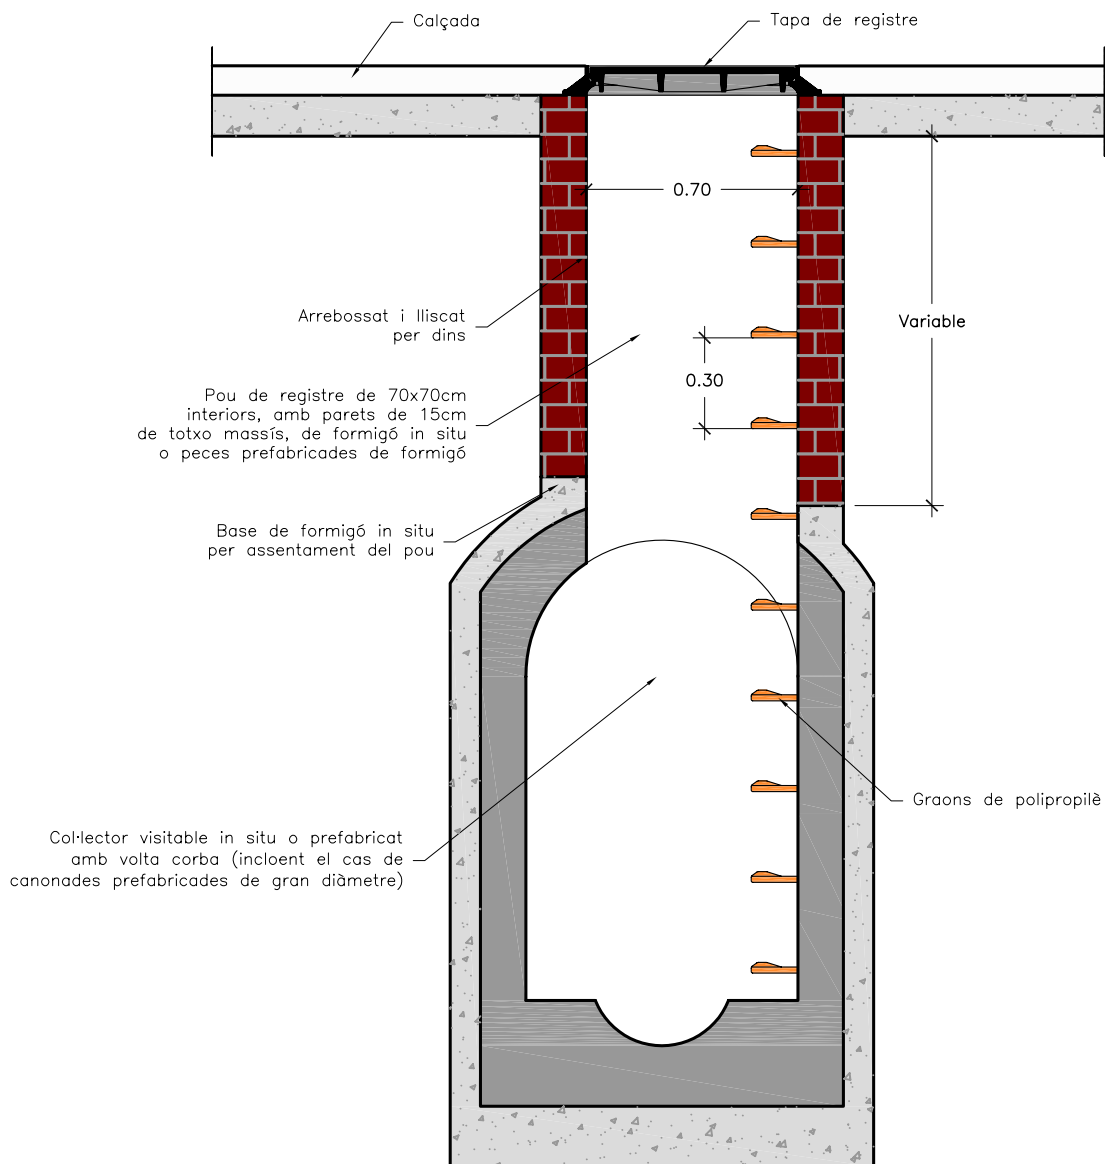 Calçada
Tapa de registre
0.70
Arrebossat i lliscat
per dins
Variable
0.30
Pou de registre de 70x70cm
interiors, amb parets de 15cm
de totxo massís, de formigó in situ
o peces prefabricades de formigó
Base de formigó in situ
per assentament del pou
Graons de polipropilè
Col·lector visitable in situ o prefabricat
amb volta corba (incloent el cas de
canonades prefabricades de gran diàmetre)